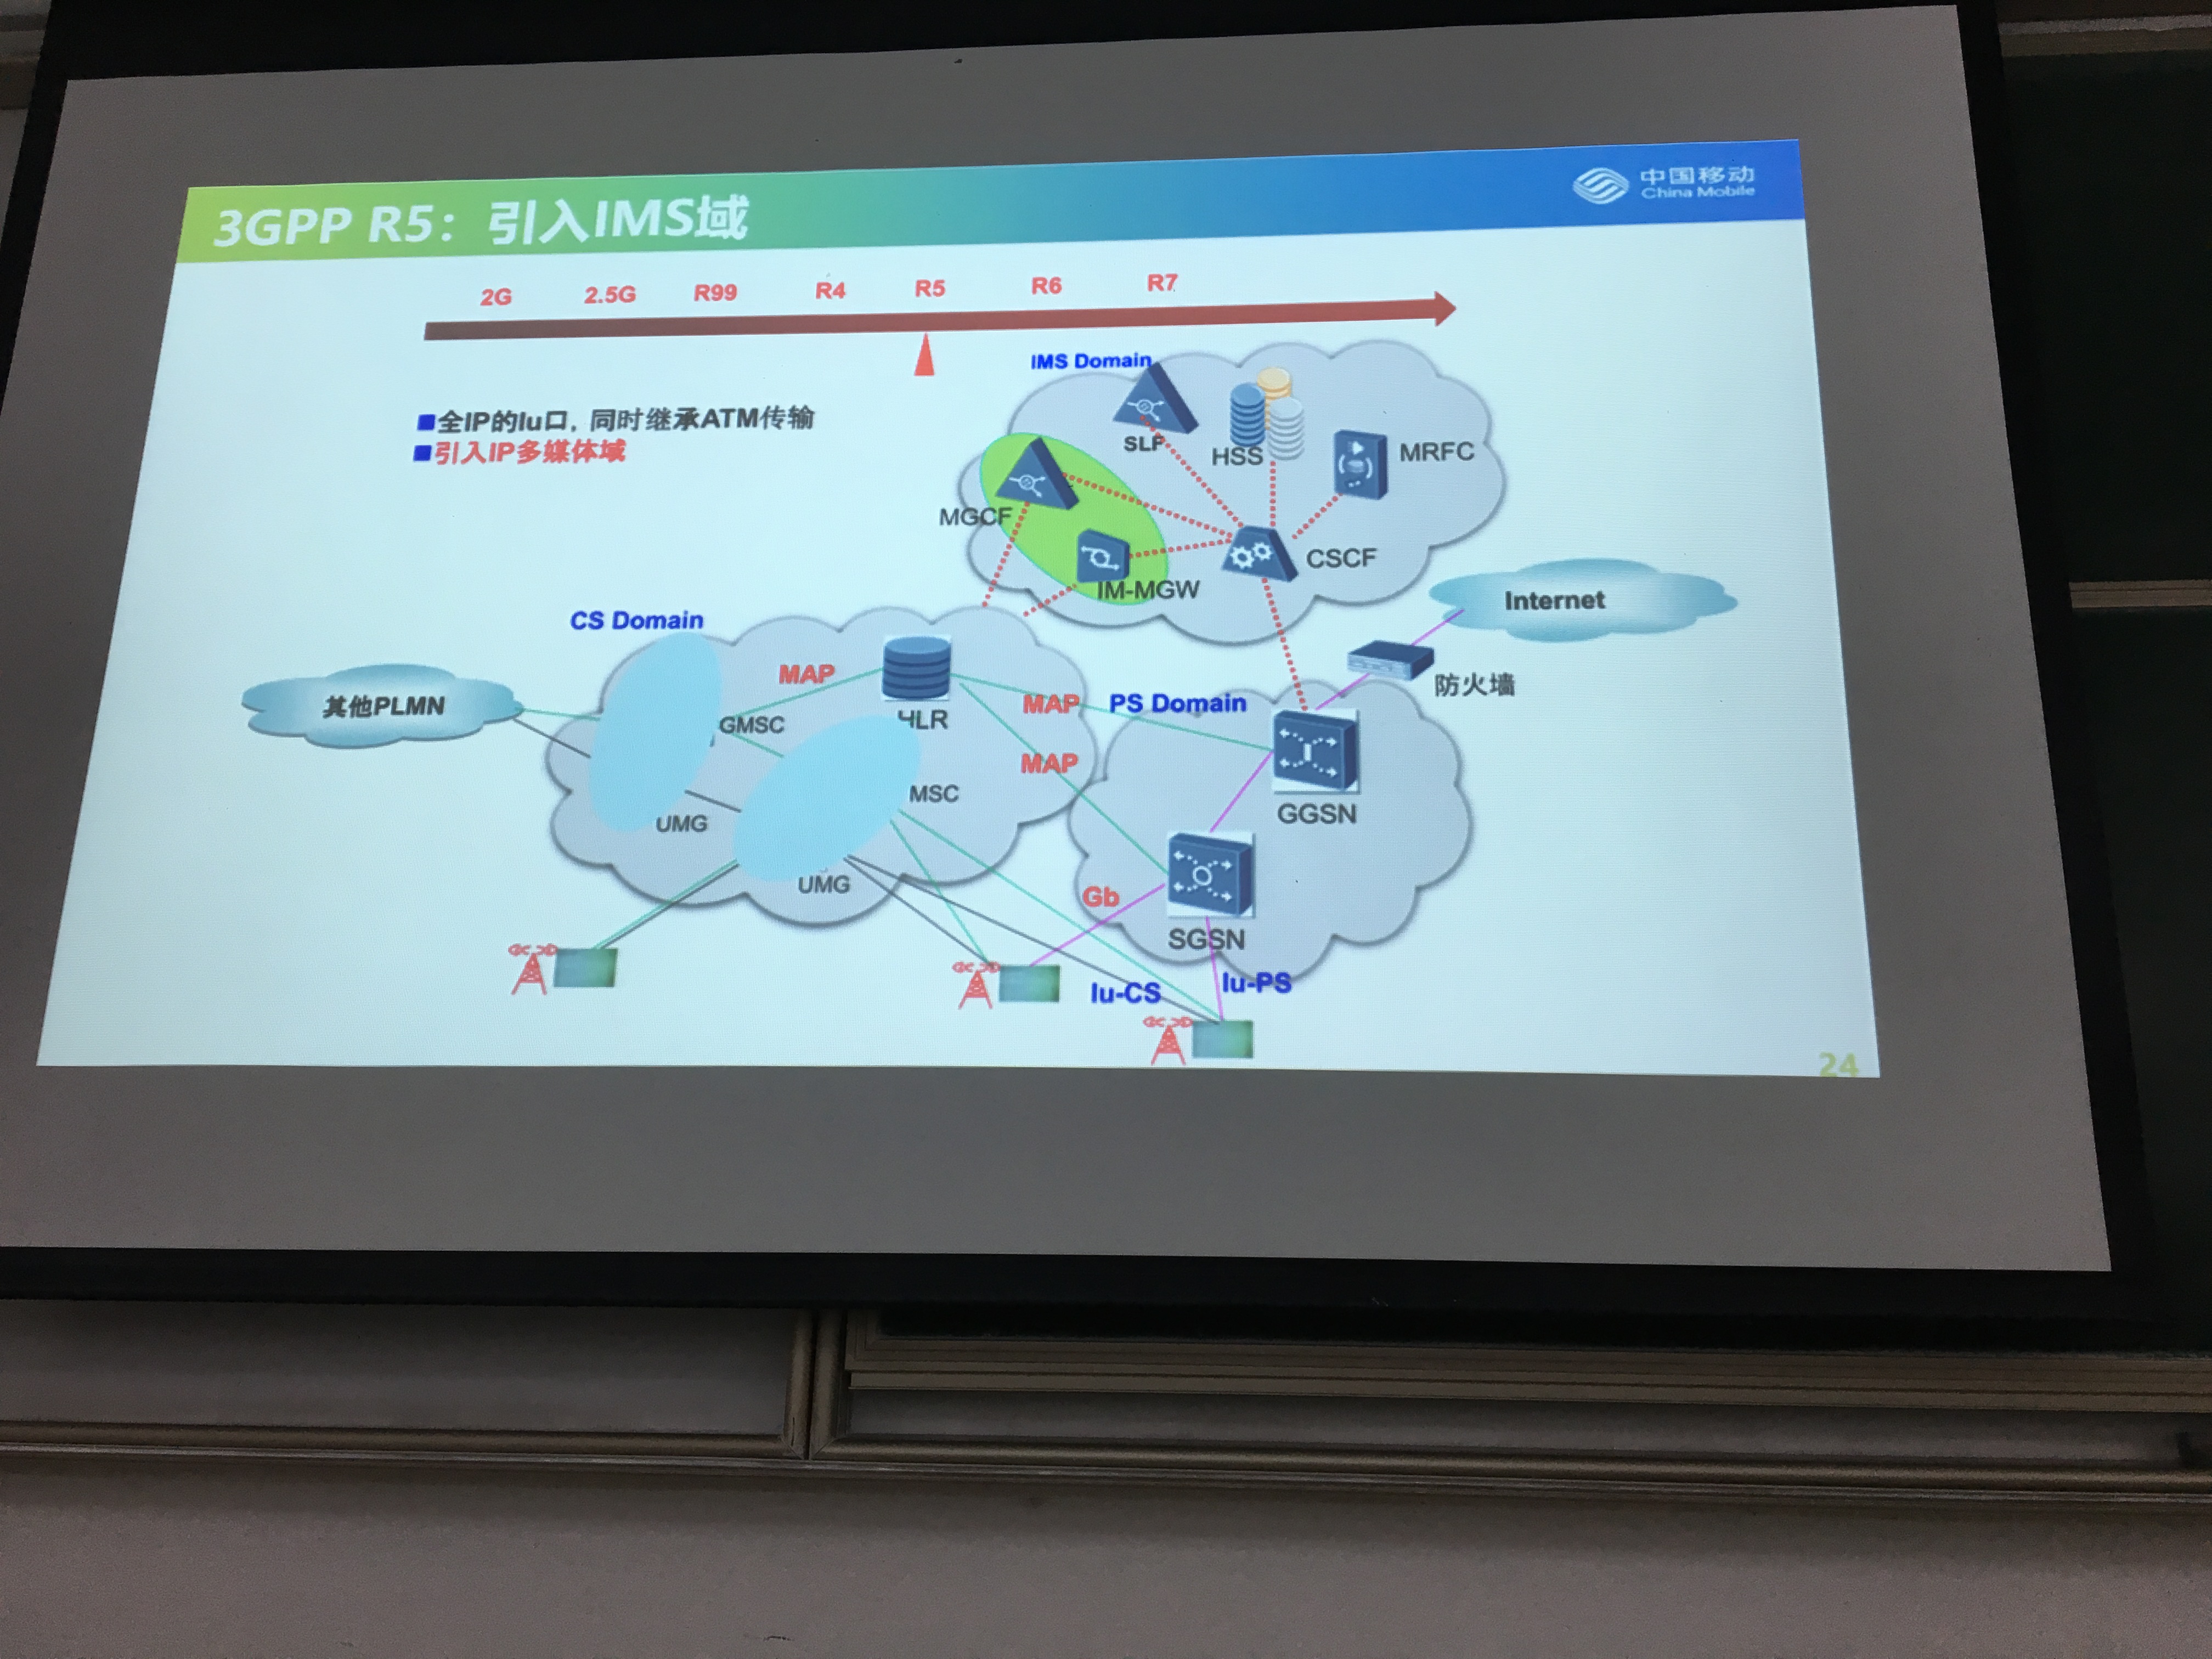 3GPP R5：引入IMS域
中国移动
China Mobile
2G 2.5G R99 R4 R5 R6 R7
■全IP的Iu口，同时继承ATM传输
■引入IP多媒体域
IMS Domain
SLF
HSS
MRFC
MGCF
CSCF
IM-MGW
Internet
防火墙
CS Domain
MAP
其他PLMN
GMSC
HLR
MAP
PS Domain
MAP
MSC
UMG
GGSN
UMG
Gb
SGSN
Iu-CS
Iu-PS
24